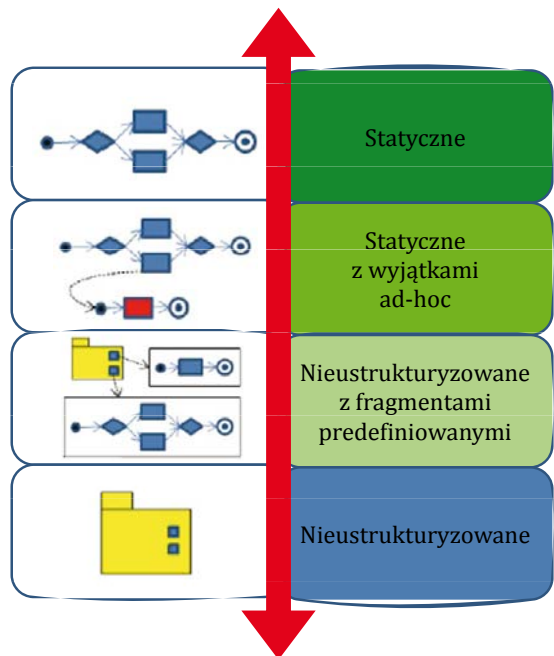 Statyczne
Statyczne
z wyjątkami
ad-hoc
Nieustrukturyzowane
z fragmentami
predefiniowanymi
Nieustrukturyzowane